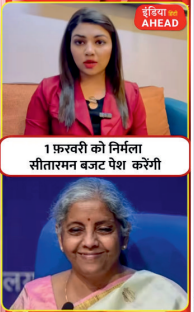 इंडिया हिंदी
AHEAD
1 फ़रवरी को निर्मला
सीतारमन बजट पेश करेंगी